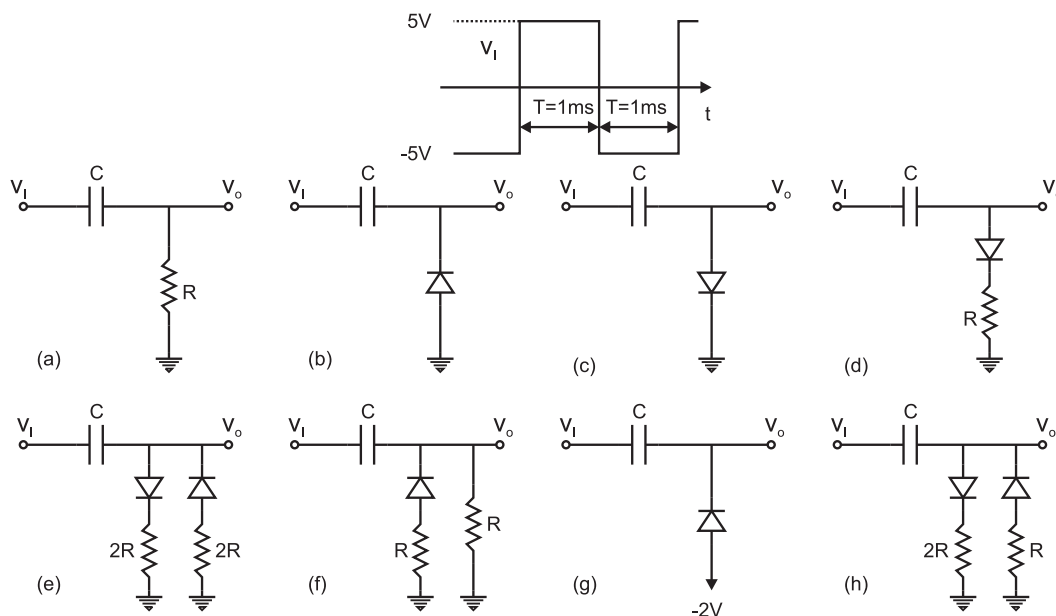 5V
V_I
T=1ms T=1ms
t
-5V
V_I C V_o
R
(a)
V_I C V_o
(b)
V_I C V_o
(c)
V_I C V
R
(d)
V_I C V_o
2R 2R
(e)
V_I C V_o
R R
(f)
V_I C V_o
-2V
(g)
V_I C V_o
2R R
(h)